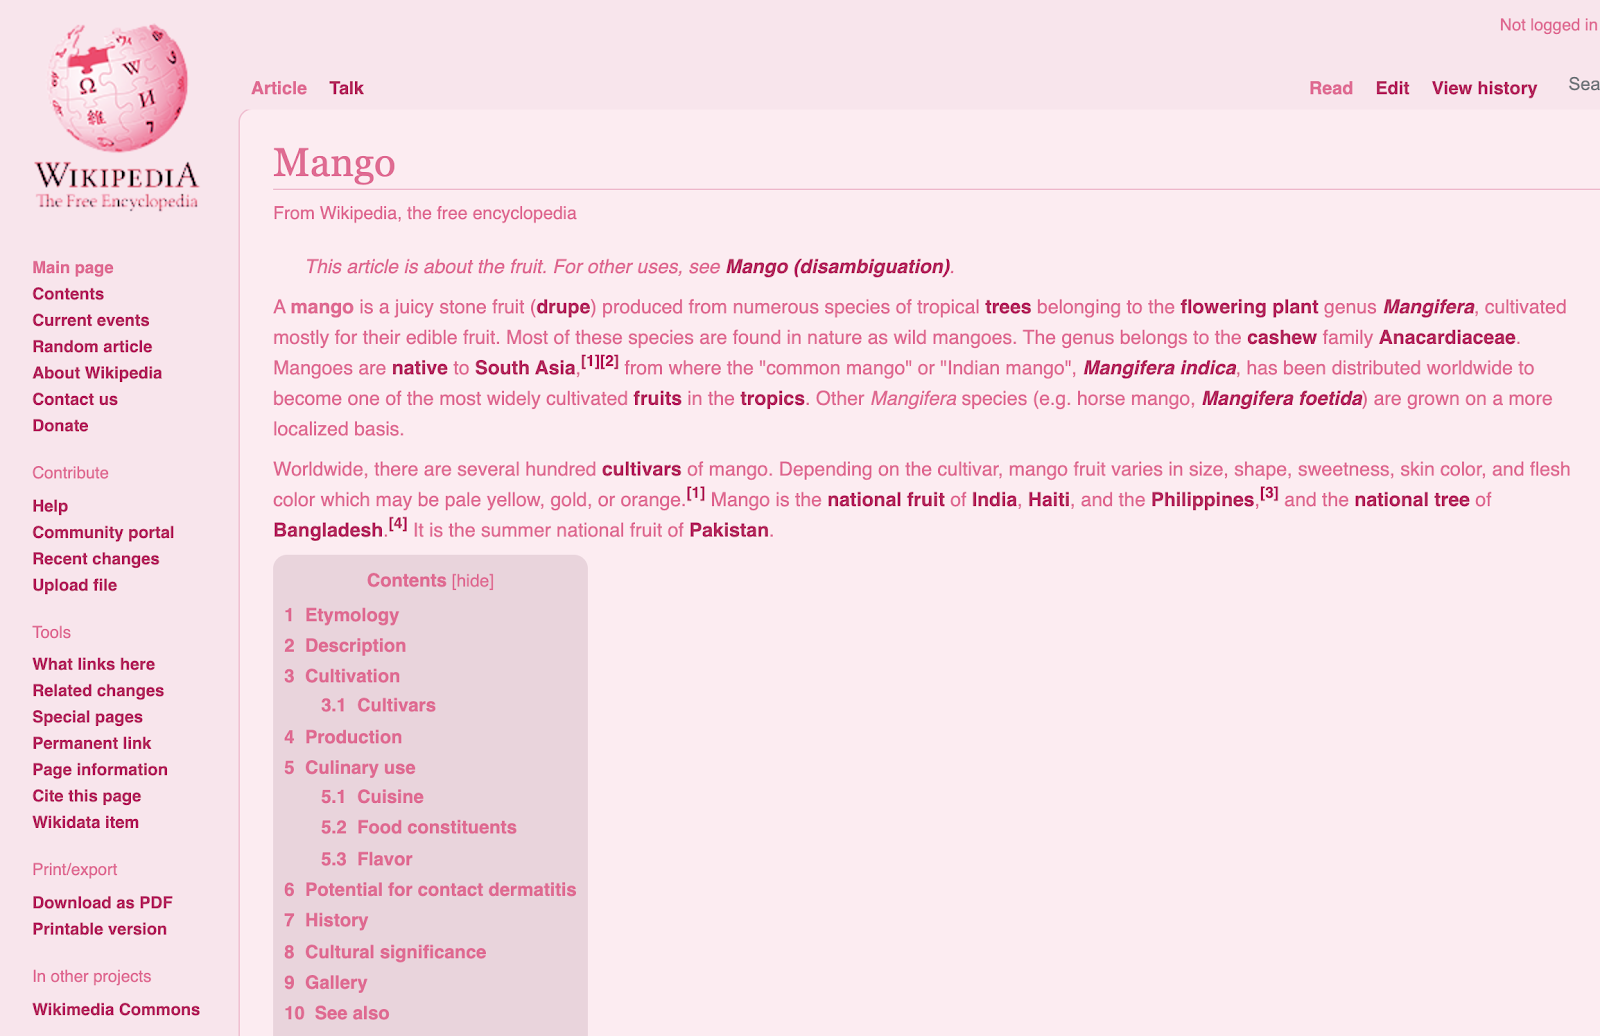 Not logged in
Article Talk Read Edit View history Sea
Ω W И 維 7
WIKIPEDIA
The Free Encyclopedia
Main page
Contents
Current events
Random article
About Wikipedia
Contact us
Donate
Contribute
Help
Community portal
Recent changes
Upload file
Tools
What links here
Related changes
Special pages
Permanent link
Page information
Cite this page
Wikidata item
Print/export
Download as PDF
Printable version
In other projects
Wikimedia Commons
Mango
From Wikipedia, the free encyclopedia
This article is about the fruit. For other uses, see Mango (disambiguation).
A mango is a juicy stone fruit (drupe) produced from numerous species of tropical trees belonging to the flowering plant genus Mangifera, cultivated
mostly for their edible fruit. Most of these species are found in nature as wild mangoes. The genus belongs to the cashew family Anacardiaceae.
Mangoes are native to South Asia,[1][2] from where the "common mango" or "Indian mango", Mangifera indica, has been distributed worldwide to
become one of the most widely cultivated fruits in the tropics. Other Mangifera species (e.g. horse mango, Mangifera foetida) are grown on a more
localized basis.
Worldwide, there are several hundred cultivars of mango. Depending on the cultivar, mango fruit varies in size, shape, sweetness, skin color, and flesh
color which may be pale yellow, gold, or orange.[1] Mango is the national fruit of India, Haiti, and the Philippines,[3] and the national tree of
Bangladesh.[4] It is the summer national fruit of Pakistan.
Contents [hide]
1 Etymology
2 Description
3 Cultivation
3.1 Cultivars
4 Production
5 Culinary use
5.1 Cuisine
5.2 Food constituents
5.3 Flavor
6 Potential for contact dermatitis
7 History
8 Cultural significance
9 Gallery
10 See also